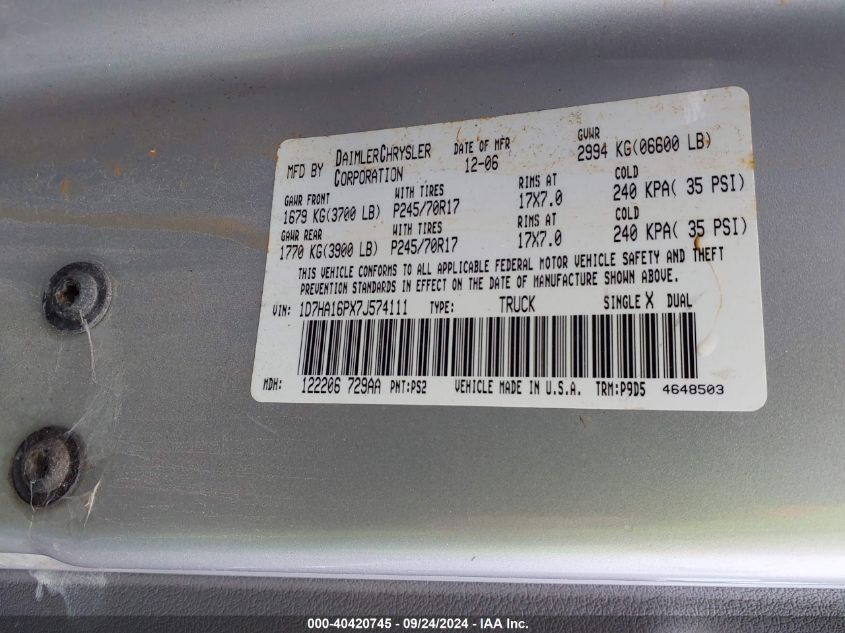 MFD BY DAIMLERCHRYSLER CORPORATION DATE OF MFR 12-06 GVWR 2994 KG(06600 LB)
GAWR FRONT WITH TIRES RIMS AT COLD
1679 KG(3700 LB) P245/70R17 17X7.0 240 KPA( 35 PSI)
GAWR REAR WITH TIRES RIMS AT COLD
1770 KG(3900 LB) P245/70R17 17X7.0 240 KPA( 35 PSI)
THIS VEHICLE CONFORMS TO ALL APPLICABLE FEDERAL MOTOR VEHICLE SAFETY AND THEFT
PREVENTION STANDARDS IN EFFECT ON THE DATE OF MANUFACTURE SHOWN ABOVE.
VIN: 1D7HA16PX7J574111 TYPE: TRUCK SINGLE X DUAL
MDH: 122206 729AA PNT:PS2 VEHICLE MADE IN U.S.A. TRM:P9D5 4648503
000-40420745 - 09/24/2024 - IAA Inc.